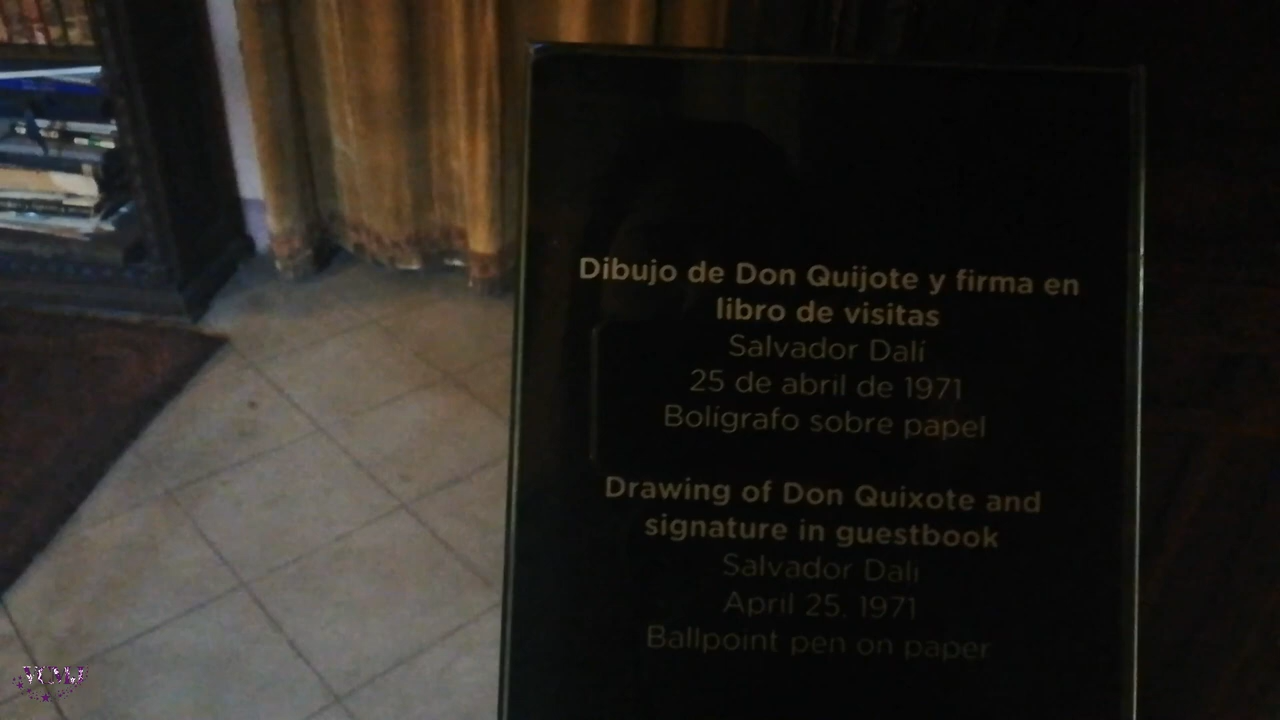 Dibujo de Don Quijote y firma en
libro de visitas
Salvador Dalí
25 de abril de 1971
Bolígrafo sobre papel
Drawing of Don Quixote and
signature in guestbook
Salvador Dalí
April 25, 1971
Ballpoint pen on paper